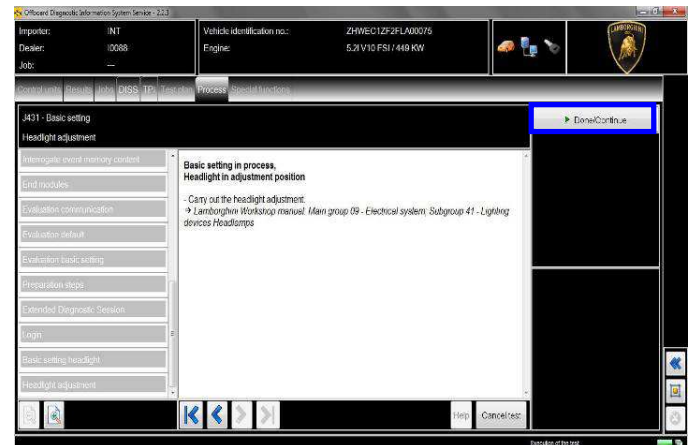 Offboard Diagnostic Information System Service - 2.2.3
Importer: INT
Dealer: I0088
Job: ---
Vehicle identification no.: ZHWEC1ZF2FLA00075
Engine: 5.2l V10 FSI / 449 KW
LAMBORGHINI
Control units Results Jobs DISS TPI Test plan Process Special functions
J431 - Basic setting
Headlight adjustment
Done/Continue
Interrogate event memory content
End modules
Evaluation communication
Evaluation default
Evaluation basic setting
Preparation steps
Extended Diagnostic Session
Login
Basic setting headlight
Headlight adjustment
Basic setting in process,
Headlight in adjustment position
- Carry out the headlight adjustment.
→ Lamborghini Workshop manual: Main group 09 - Electrical system; Subgroup 41 - Lighting
devices Headlamps
Help Cancel test
Execution of the test